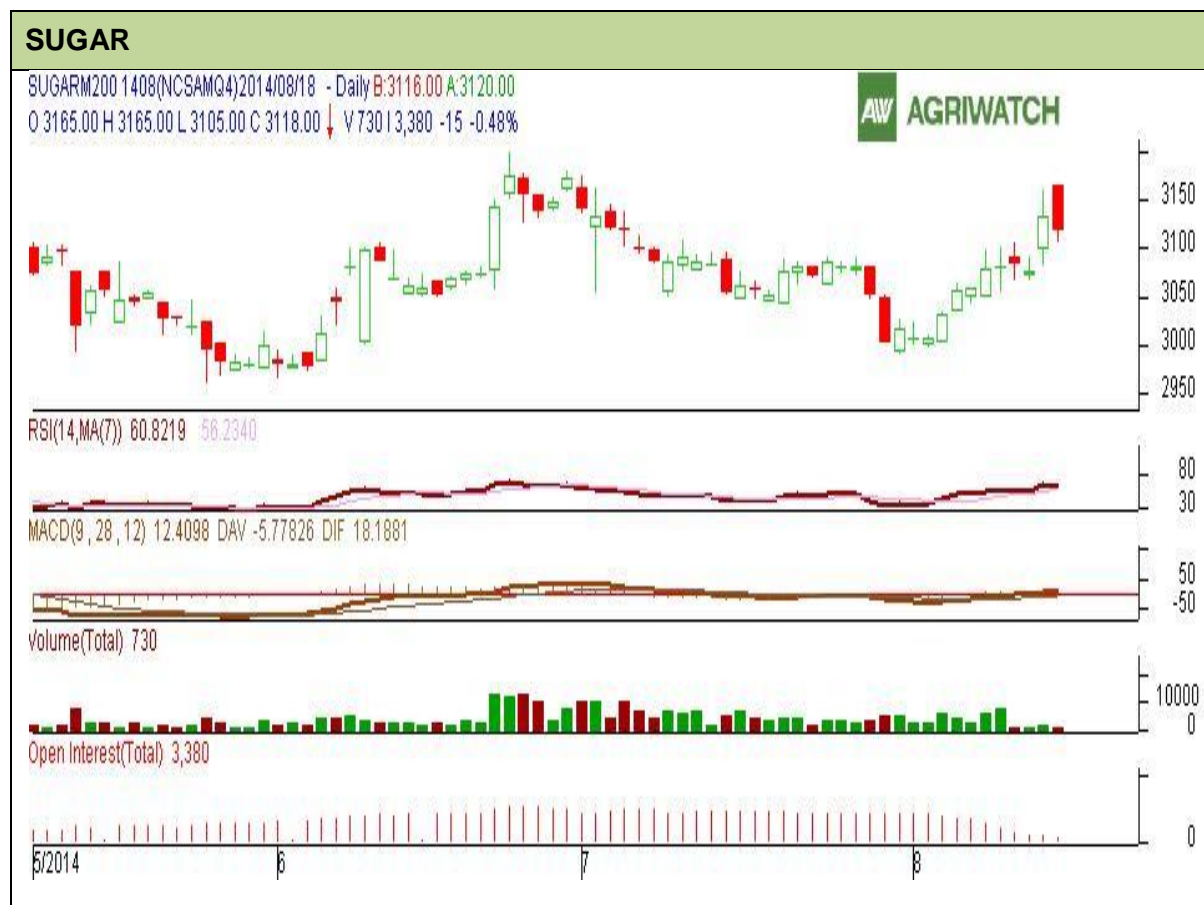 SUGAR
SUGARM200 1408(NCSAMQ4)2014/08/18 - Daily B:3116.00 A:3120.00
O 3165.00 H 3165.00 L 3105.00 C 3118.00 V 730 I 3,380 -15 -0.48%
AW AGRIWATCH
3150
3100
3050
3000
2950
RSI(14,MA(7)) 60.8219 56.2340
80
30
MACD(9 , 28 , 12) 12.4098 DAV -5.77826 DIF 18.1881
50
-50
Volume(Total) 730
10000
0
Open Interest(Total) 3,380
0
5/2014 6 7 8